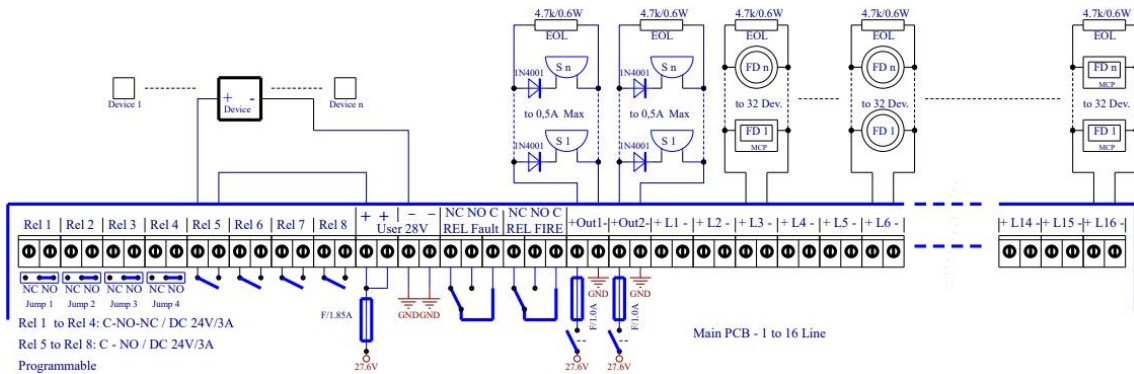 4.7k/0.6W 4.7k/0.6W 4.7k/0.6W 4.7k/0.6W 4.7k/0.6W
EOL EOL EOL EOL EOL
1N4001 S n 1N4001 S n FD n FD n FD n
MCP
Device 1 + - Device n
Device
to 0,5A Max to 0,5A Max to 32 Dev. to 32 Dev. to 32 Dev.
1N4001 S 1 1N4001 S 1 FD 1 FD 1 FD 1
MCP MCP
Rel 1 Rel 2 Rel 3 Rel 4 Rel 5 Rel 6 Rel 7 Rel 8 + + - - NC NO C NC NO C +Out1- +Out2- + L1 - + L2 - + L3 - + L4 - + L5 - + L6 - + L14 - + L15 - + L16 -
User 28V REL Fault REL FIRE
NC NO NC NO NC NO NC NO
Jump 1 Jump 2 Jump 3 Jump 4
GND GND
F/1.85A GND GND F/1.0A F/1.0A
Rel 1 to Rel 4: C-NO-NC / DC 24V/3A
Main PCB - 1 to 16 Line
Rel 5 to Rel 8: C - NO / DC 24V/3A
Programmable
27.6V 27.6V 27.6V